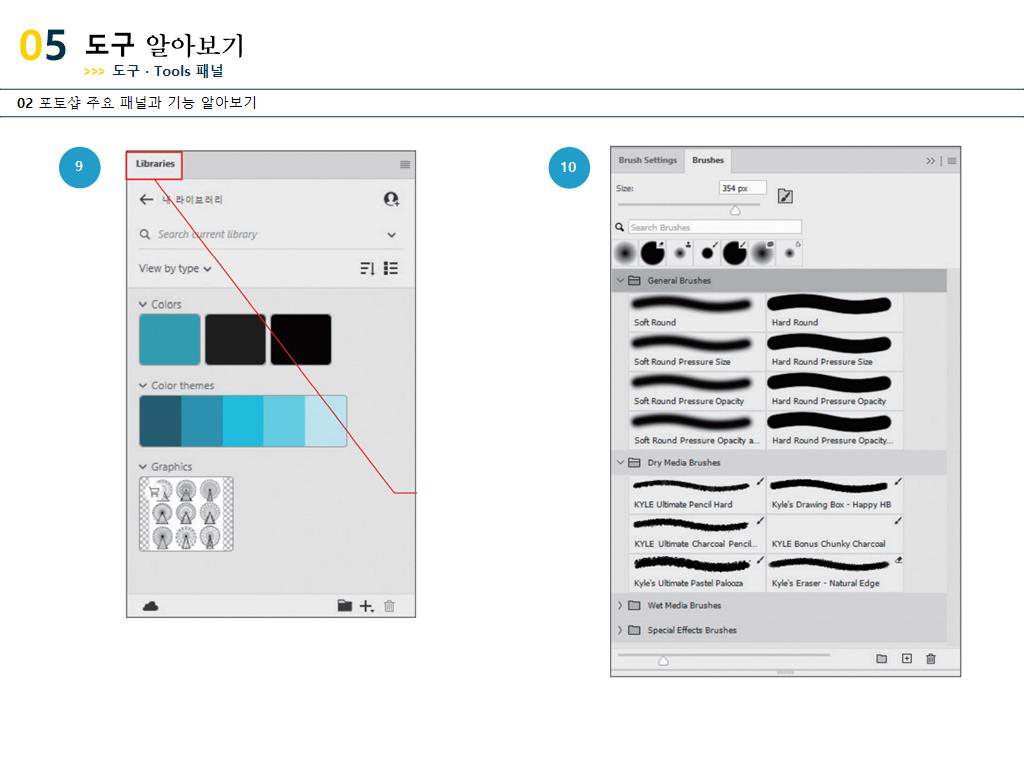 05 도구 알아보기
>>> 도구 · Tools 패널
02 포토샵 주요 패널과 기능 알아보기
9
Libraries
내 라이브러리
Search current library
View by type
Colors
Color themes
Graphics
10
Brush Settings Brushes
Size: 354 px
Search Brushes
General Brushes
Soft Round Hard Round
Soft Round Pressure Size Hard Round Pressure Size
Soft Round Pressure Opacity Hard Round Pressure Opacity
Soft Round Pressure Opacity a... Hard Round Pressure Opacity...
Dry Media Brushes
KYLE Ultimate Pencil Hard Kyle's Drawing Box - Happy HB
KYLE Ultimate Charcoal Pencil... KYLE Bonus Chunky Charcoal
Kyle's Ultimate Pastel Palooza Kyle's Eraser - Natural Edge
Wet Media Brushes
Special Effects Brushes